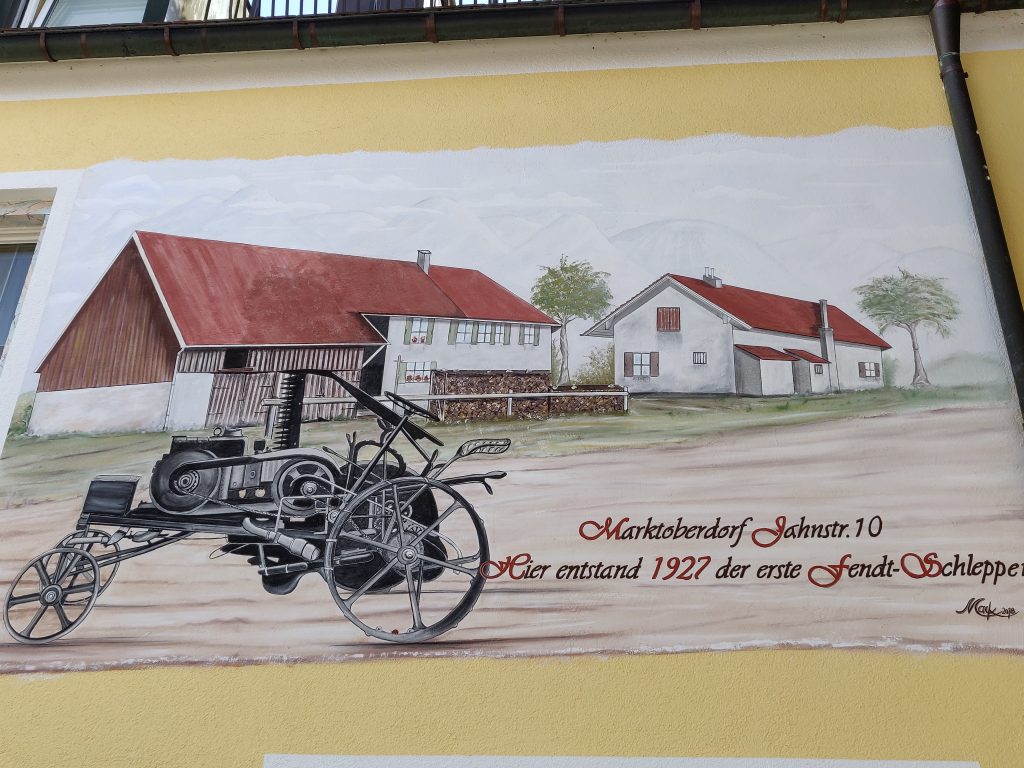 Marktoberdorf Jahnstr.10
Hier entstand 1927 der erste Fendt-Schlepper